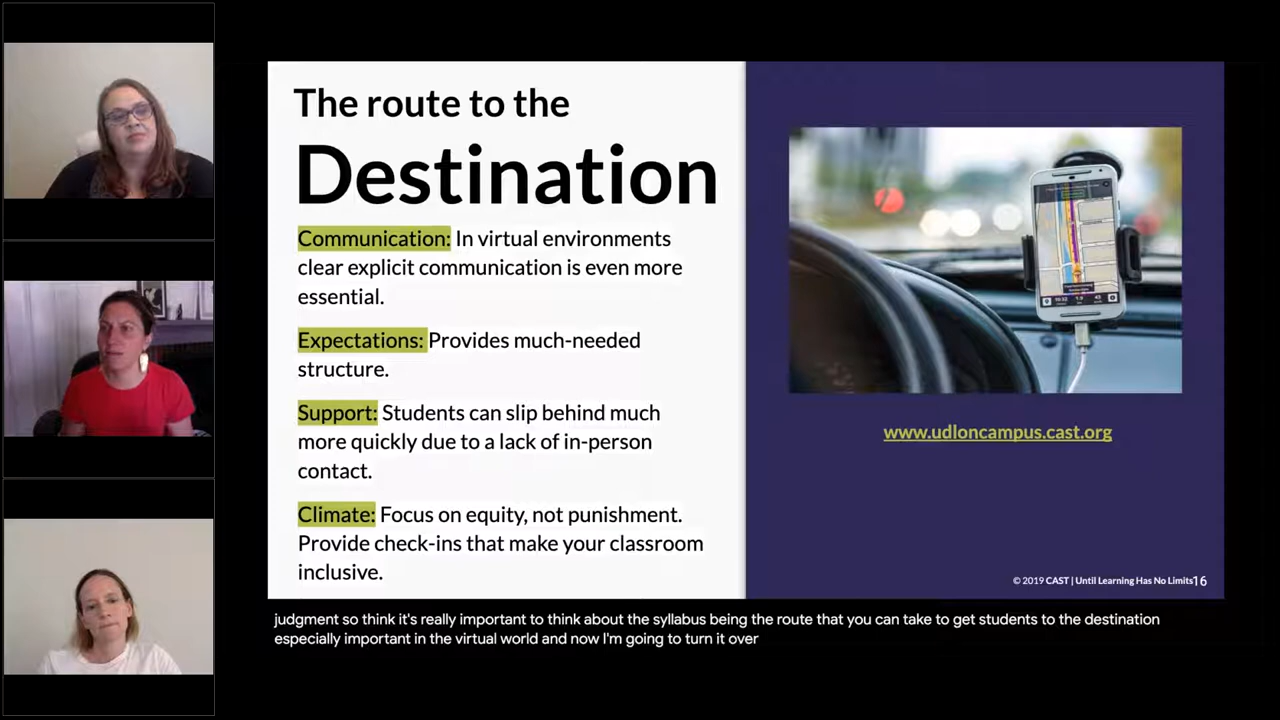 The route to the
Destination
Communication: In virtual environments
clear explicit communication is even more
essential.
Expectations: Provides much-needed
structure.
Support: Students can slip behind much
more quickly due to a lack of in-person
contact.
Climate: Focus on equity, not punishment.
Provide check-ins that make your classroom
inclusive.
www.udloncampus.cast.org
© 2019 CAST | Until Learning Has No Limits16
judgment so think it's really important to think about the syllabus being the route that you can take to get students to the destination
especially important in the virtual world and now I'm going to turn it over